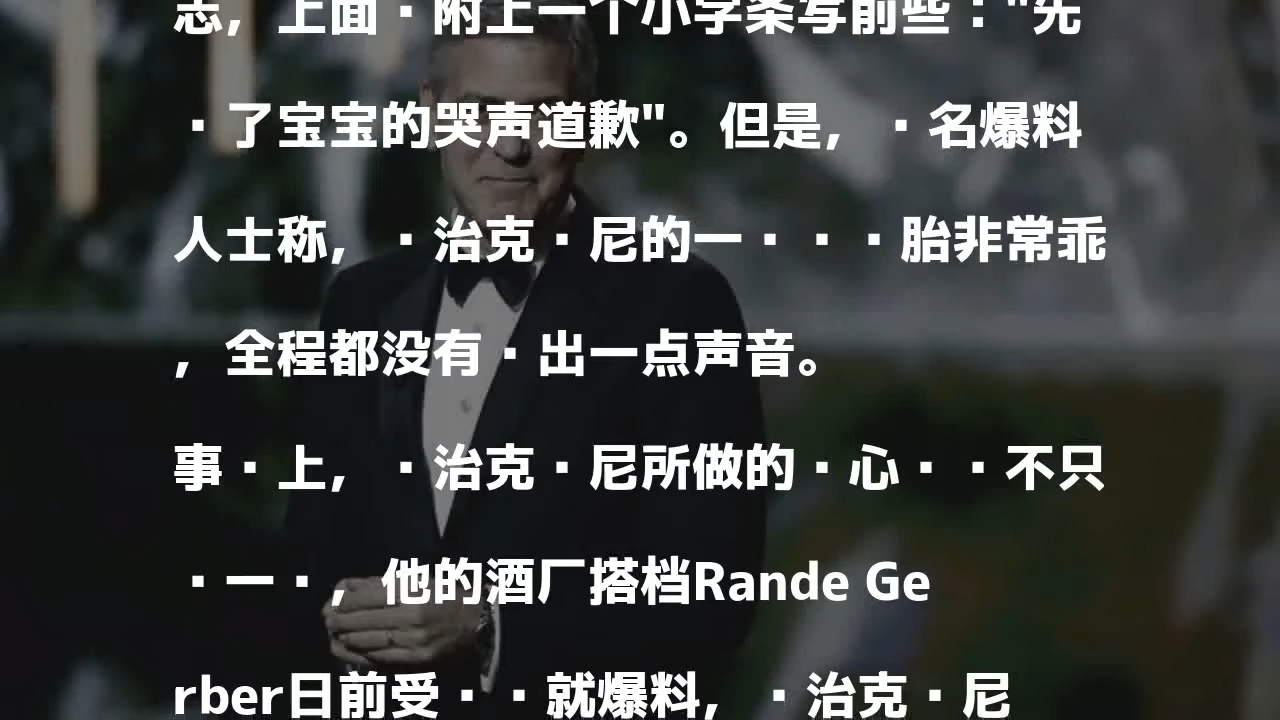 志，上面·附上一个小字条写前些："先
·了宝宝的哭声道歉"。但是，·名爆料
人士称，·治克·尼的一···胎非常乖
，全程都没有·出一点声音。
事·上，·治克·尼所做的·心··不只
·一·，他的酒厂搭档Rande Ge
rber日前受··就爆料，·治克·尼